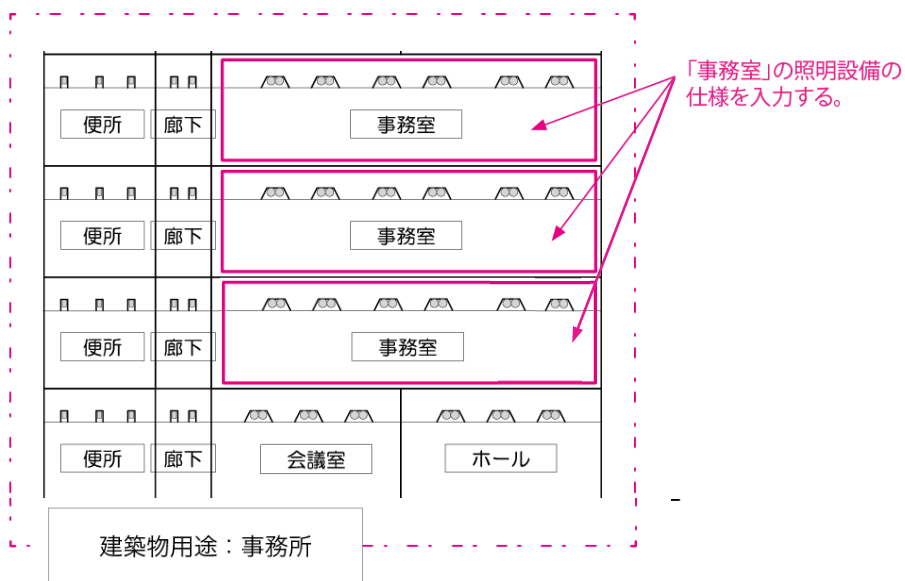 「事務室」の照明設備の
仕様を入力する。
便所 廊下 事務室
便所 廊下 事務室
便所 廊下 事務室
便所 廊下 会議室 ホール
建築物用途：事務所